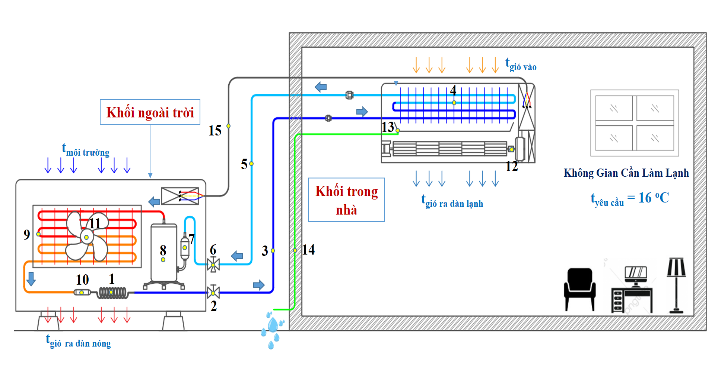 t gió vào
4
Khối ngoài trời
13
15
t môi trường
12
Không Gian Cần Làm Lạnh
5
Khối trong
nhà
t gió ra dàn lạnh
t yêu cầu = 16 ºC
9
11
8
7
6
3
14
10
1
2
t gió ra dàn nóng